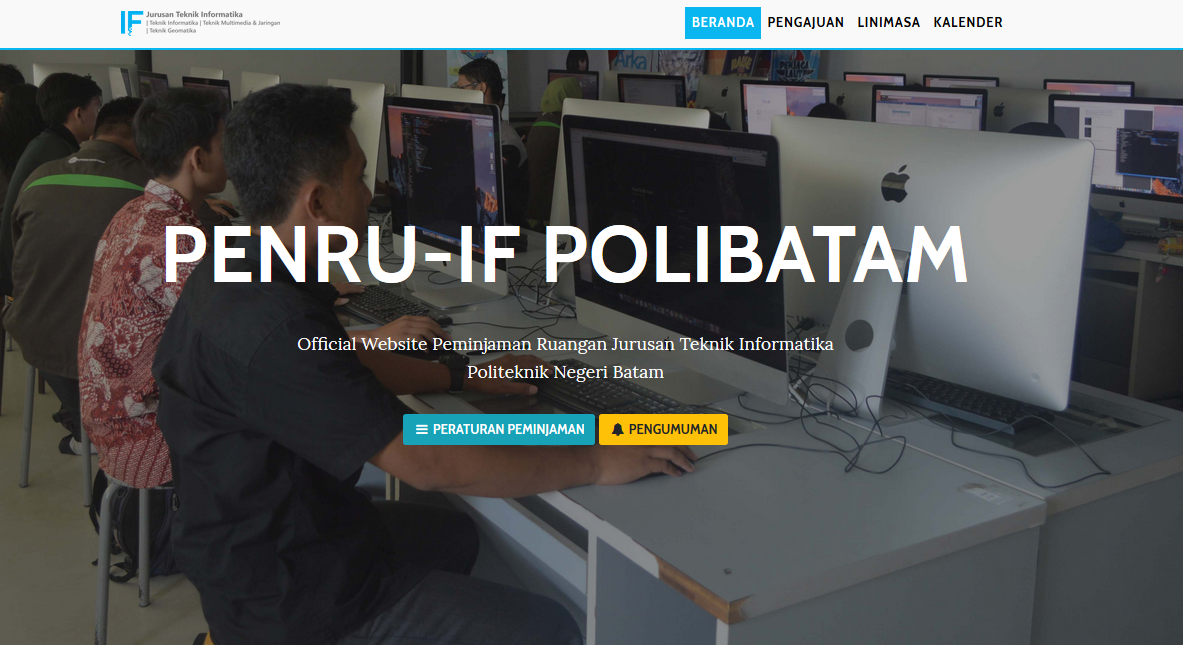 Jurusan Teknik Informatika
| Teknik Informatika | Teknik Multimedia & Jaringan
| Teknik Geomatika
IF
BERANDA PENGAJUAN LINIMASA KALENDER
Arka
PENRU-IF POLIBATAM
Official Website Peminjaman Ruangan Jurusan Teknik Informatika
Politeknik Negeri Batam
PERATURAN PEMINJAMAN
PENGUMUMAN